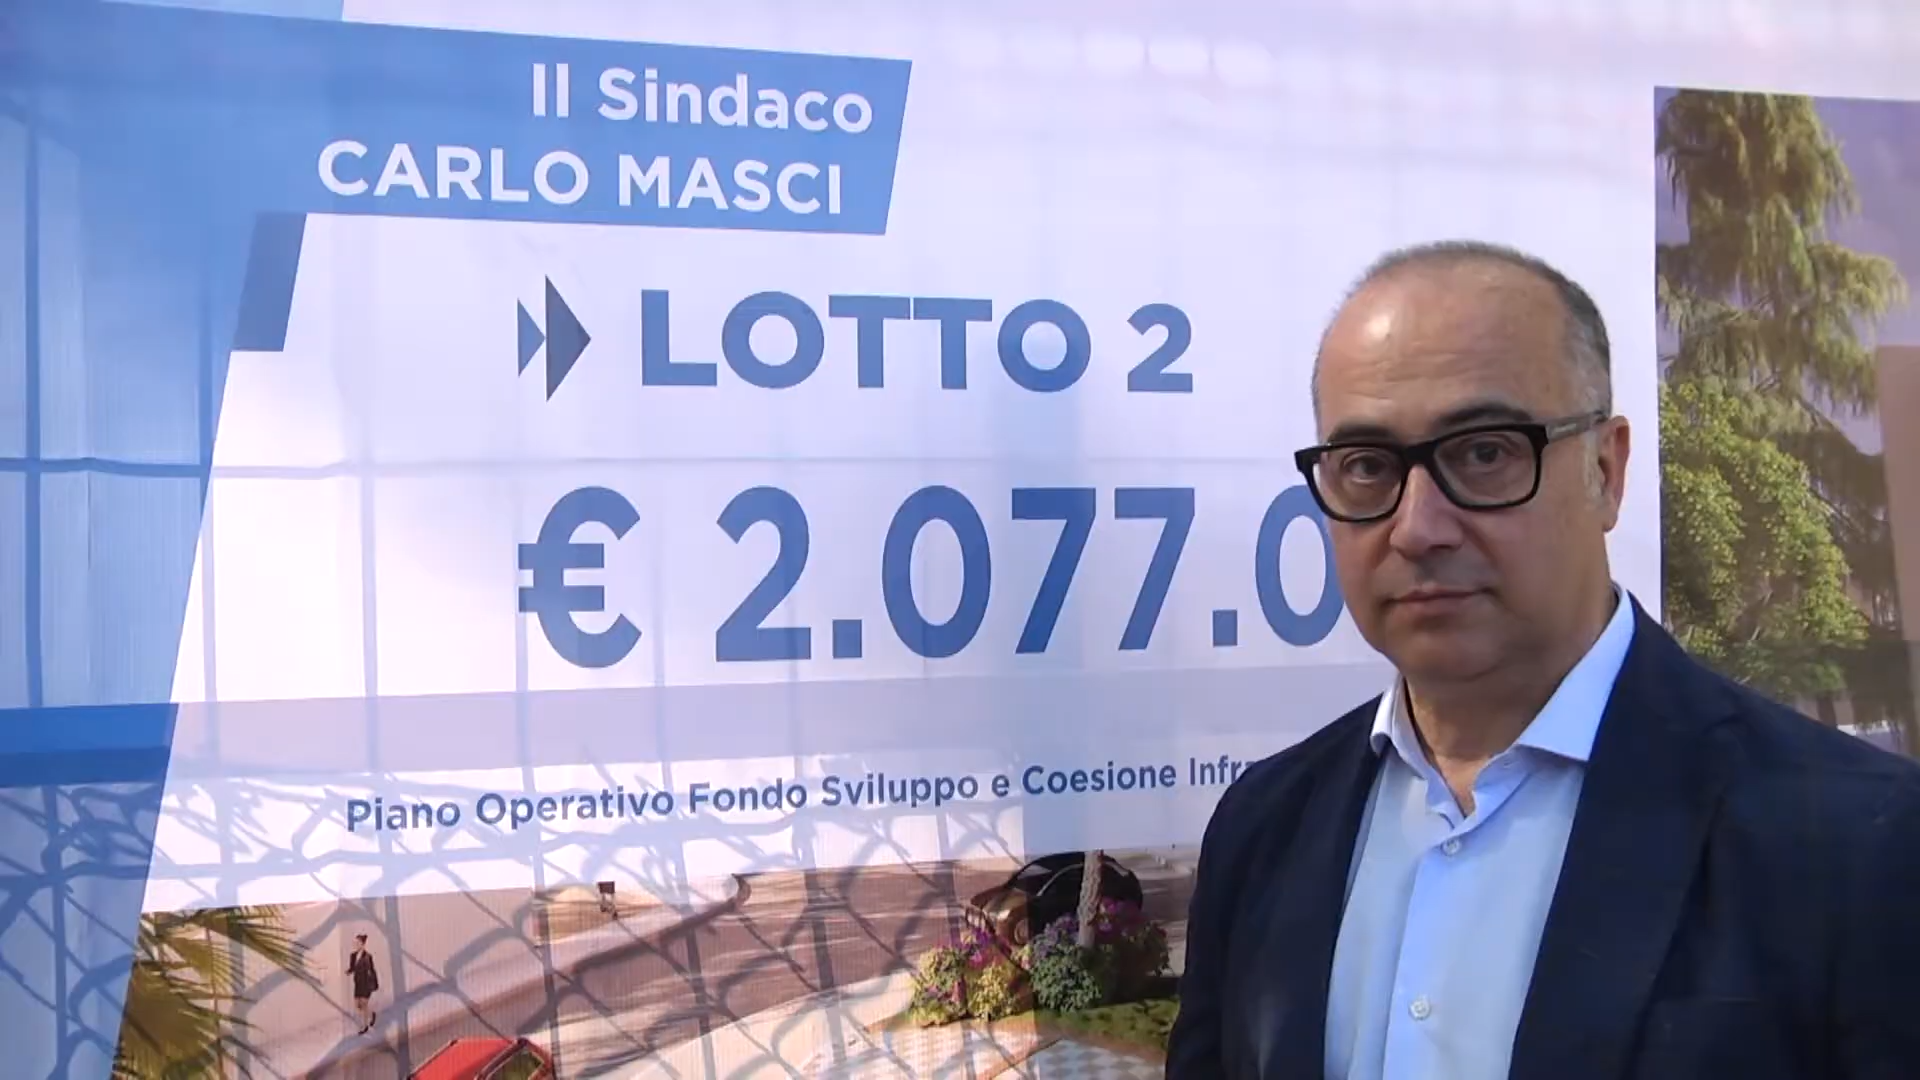 Il Sindaco
CARLO MASCI
LOTTO 2
€ 2.077.0
Piano Operativo Fondo Sviluppo e Coesione Infra